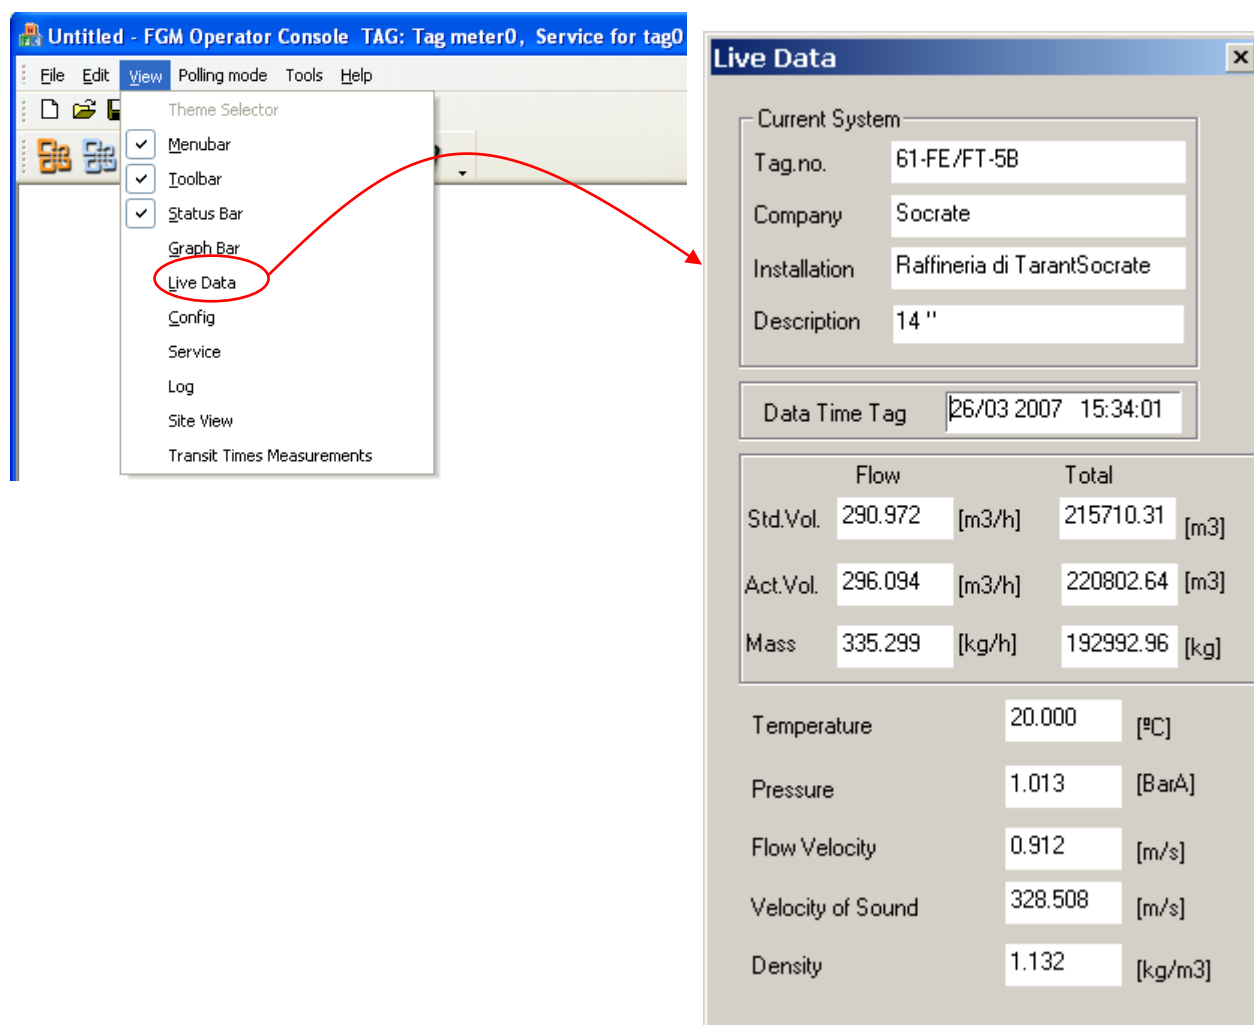 Untitled - FGM Operator Console TAG: Tag meter0, Service for tag0
File Edit View Polling mode Tools Help
Theme Selector
Menubar
Toolbar
Status Bar
Graph Bar
Live Data
Config
Service
Log
Site View
Transit Times Measurements
Live Data
Current System
Tag.no. 61-FE/FT-5B
Company Socrate
Installation Raffineria di TarantSocrate
Description 14 "
Data Time Tag 26/03 2007 15:34:01
Flow Total
Std.Vol. 290.972 [m3/h] 215710.31 [m3]
Act.Vol. 296.094 [m3/h] 220802.64 [m3]
Mass 335.299 [kg/h] 192992.96 [kg]
Temperature 20.000 [ºC]
Pressure 1.013 [BarA]
Flow Velocity 0.912 [m/s]
Velocity of Sound 328.508 [m/s]
Density 1.132 [kg/m3]